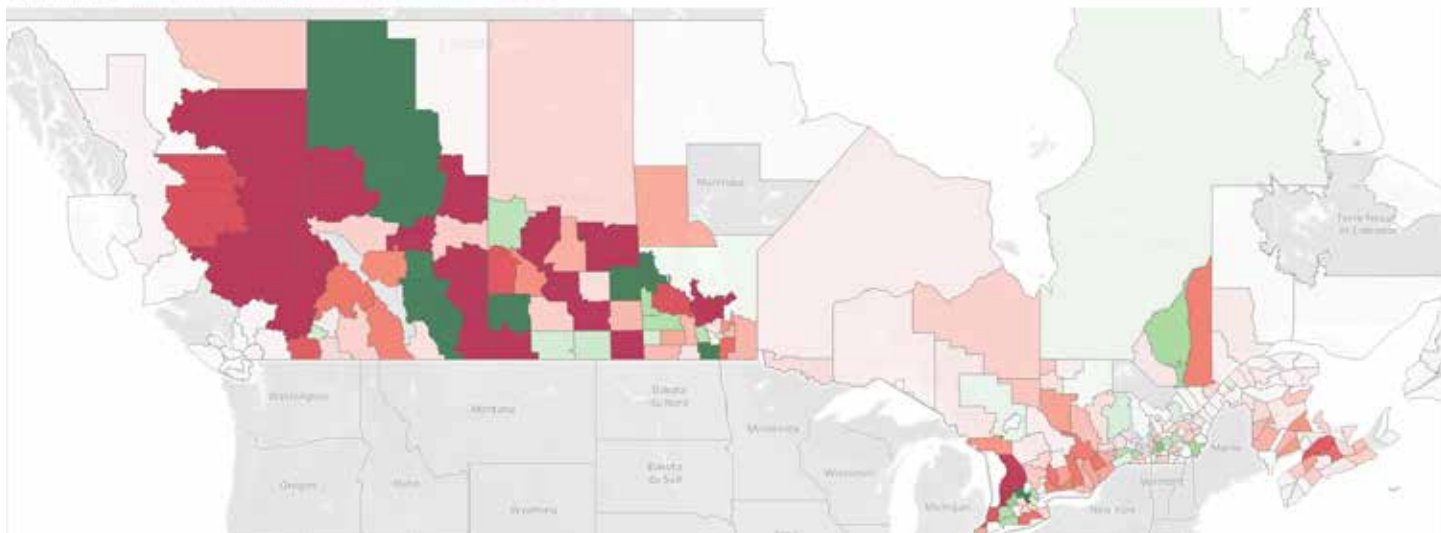 Manitoba
Terre-Neuve-
et-Labrador
Washington
Montana
Dakota
du Nord
Minnesota
Oregon
Idaho
Wyoming
Dakota
du Sud
Wisconsin
Michigan
New York
Vermont
Maine